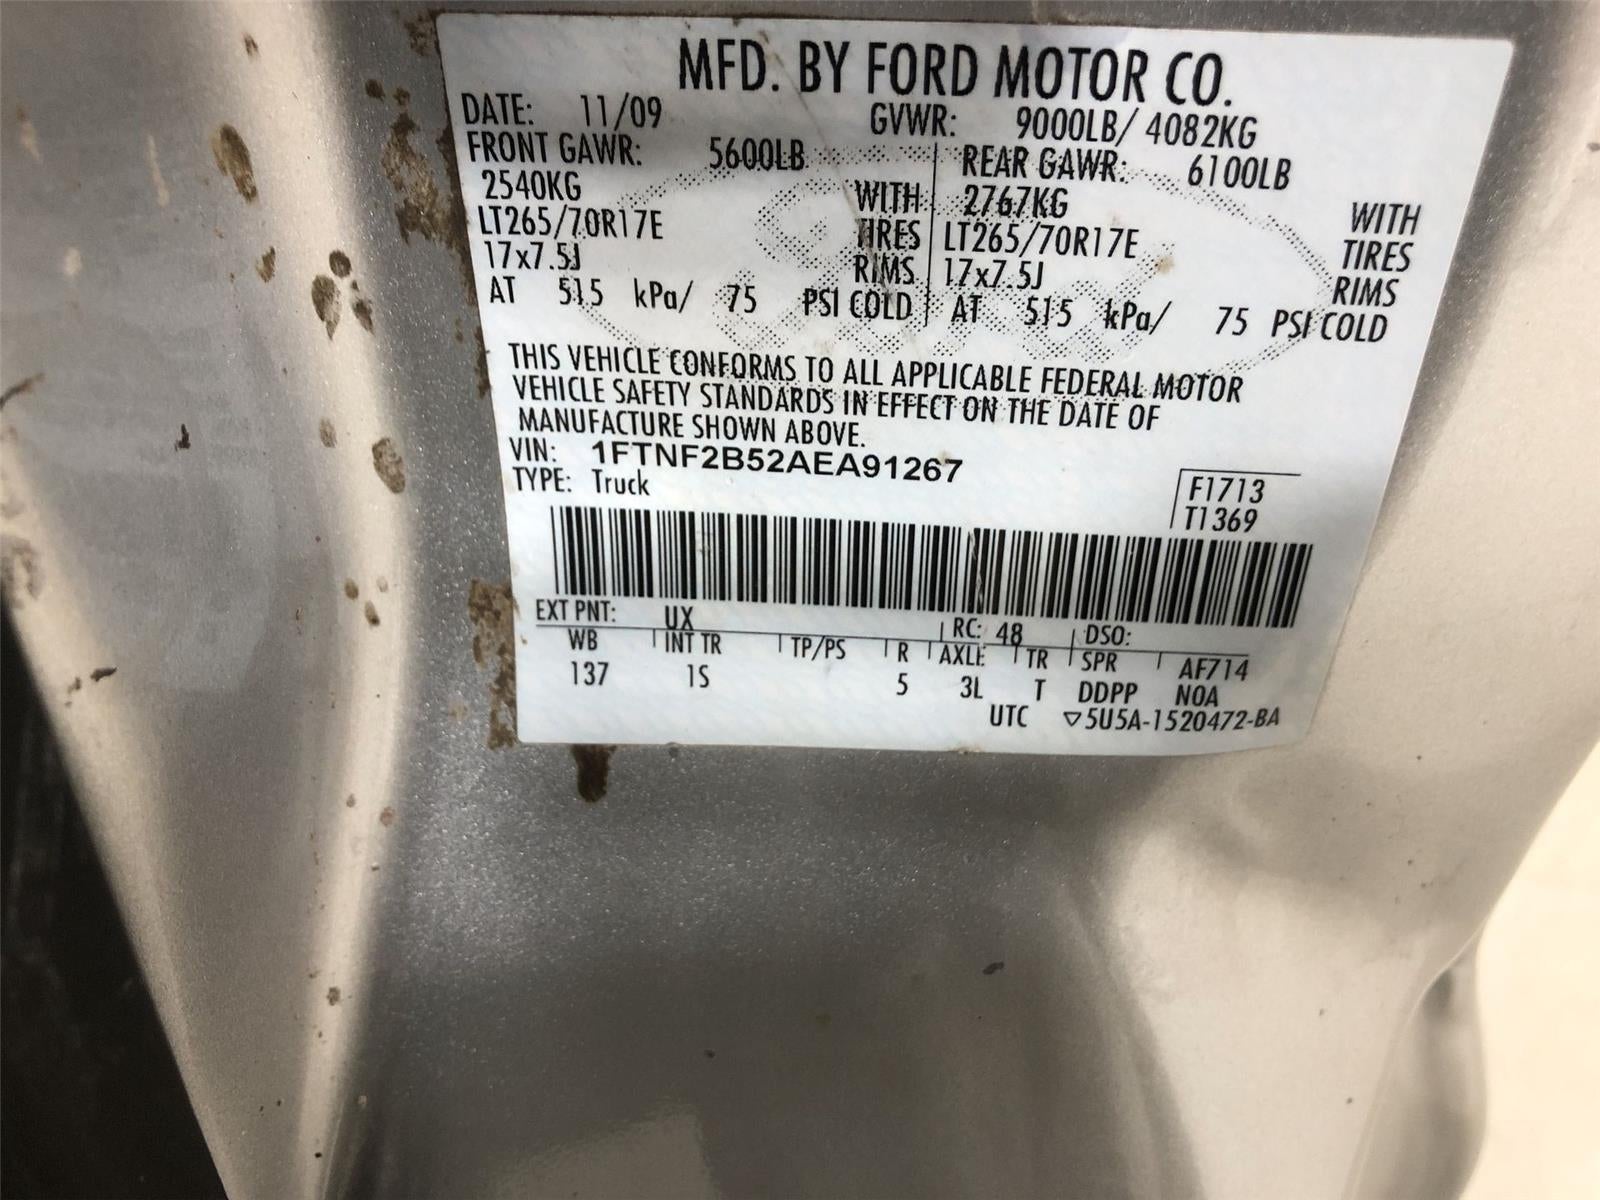 MFD. BY FORD MOTOR CO.
DATE: 11/09 GVWR: 9000LB/ 4082KG
FRONT GAWR: 5600LB REAR GAWR: 6100LB
2540KG WITH 2767KG WITH
LT265/70R17E TIRES LT265/70R17E TIRES
17x7.5J RIMS 17x7.5J RIMS
AT 515 kPa/ 75 PSI COLD AT 515 kPa/ 75 PSI COLD
THIS VEHICLE CONFORMS TO ALL APPLICABLE FEDERAL MOTOR
VEHICLE SAFETY STANDARDS IN EFFECT ON THE DATE OF
MANUFACTURE SHOWN ABOVE.
VIN: 1FTNF2B52AEA91267
TYPE: Truck
F1713
T1369
EXT PNT: UX RC: 48 DSO:
WB INT TR TP/PS R AXLE TR SPR AF714
137 1S 5 3L T DDPP N0A
UTC ▽5U5A-1520472-BA